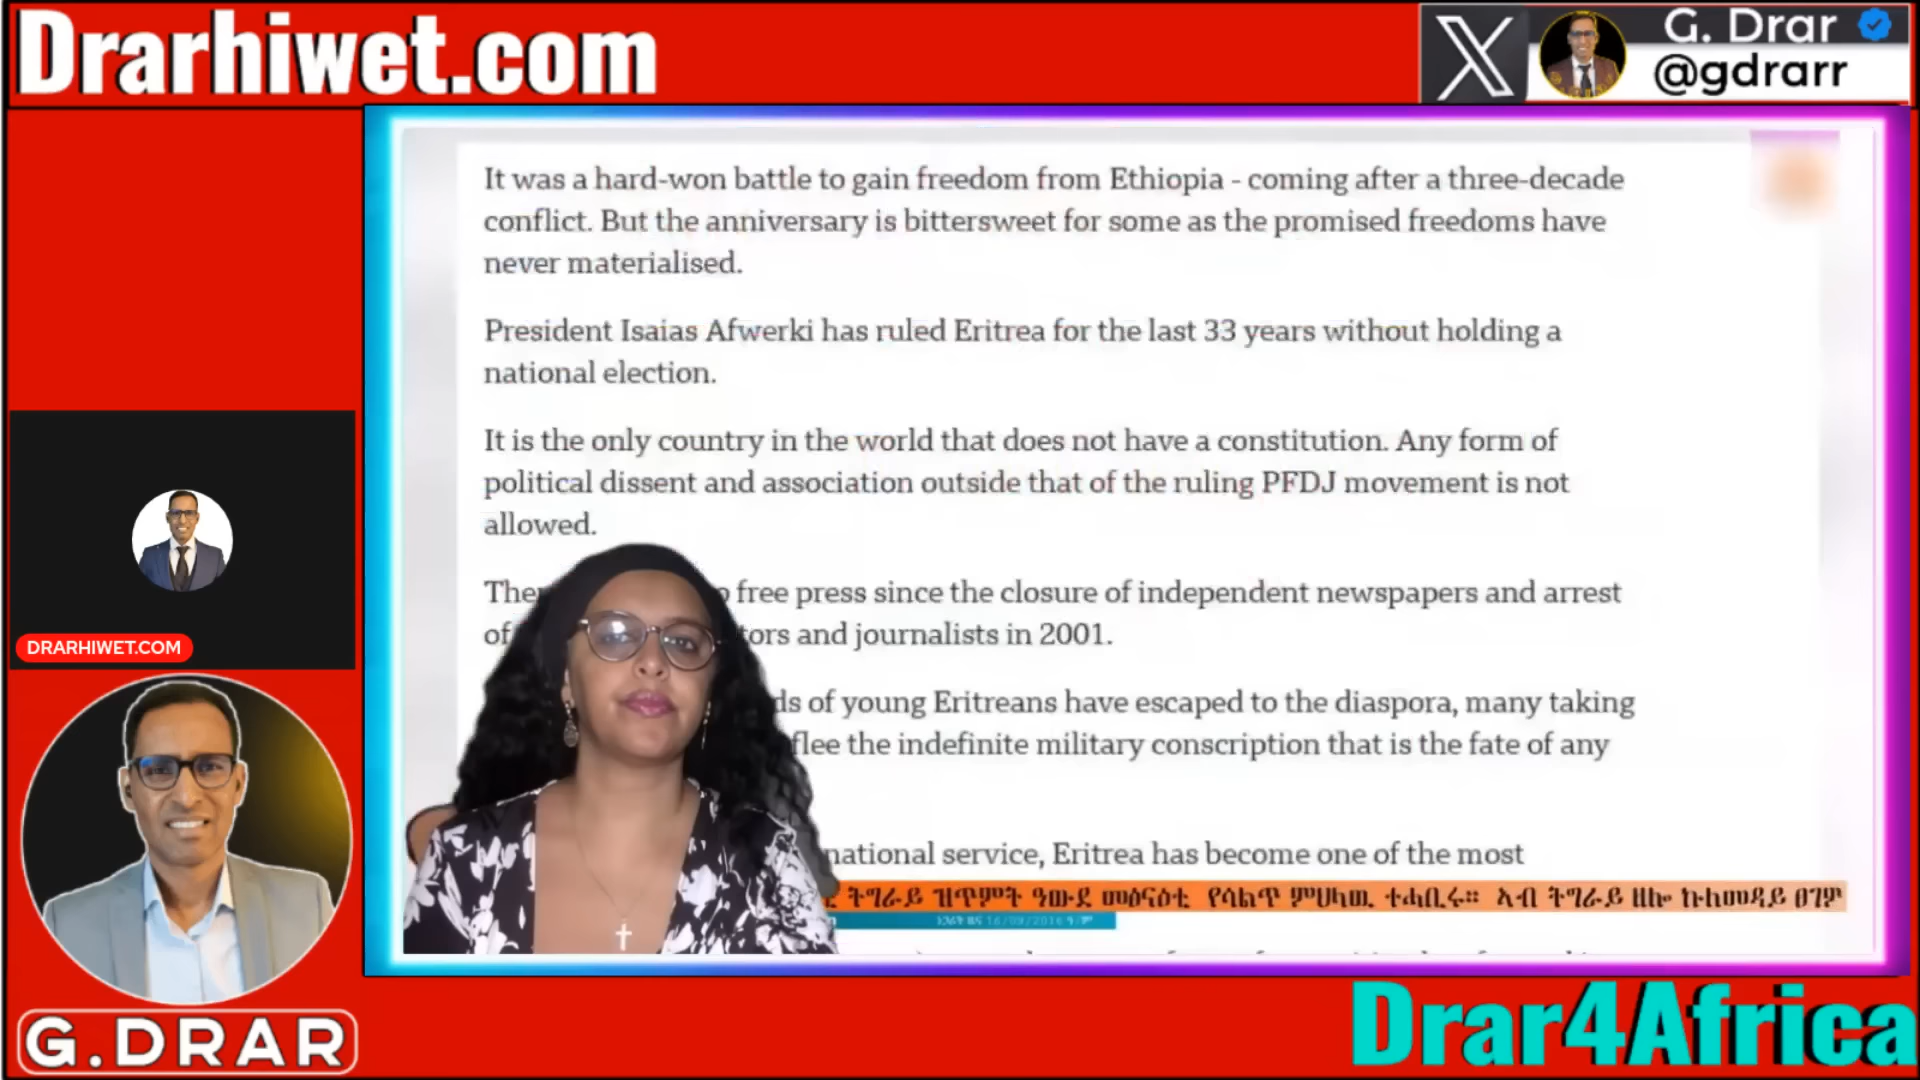 Drarhiwet.com
G. Drar
@gdrarr
It was a hard-won battle to gain freedom from Ethiopia - coming after a three-decade
conflict. But the anniversary is bittersweet for some as the promised freedoms have
never materialised.
President Isaias Afwerki has ruled Eritrea for the last 33 years without holding a
national election.
It is the only country in the world that does not have a constitution. Any form of
political dissent and association outside that of the ruling PFDJ movement is not
allowed.
free press since the closure of independent newspapers and arrest
of tors and journalists in 2001.
ds of young Eritreans have escaped to the diaspora, many taking
flee the indefinite military conscription that is the fate of any
national service, Eritrea has become one of the most
ትግራይ ዝጥምት ዓውደ መፅናዕቲ የሳልጥ ምህላዉ ተሓቢሩ። ኣብ ትግራይ ዘሎ ኩለመዳይ ፀገም
DRARHIWET.COM
G.DRAR
Drar4Africa